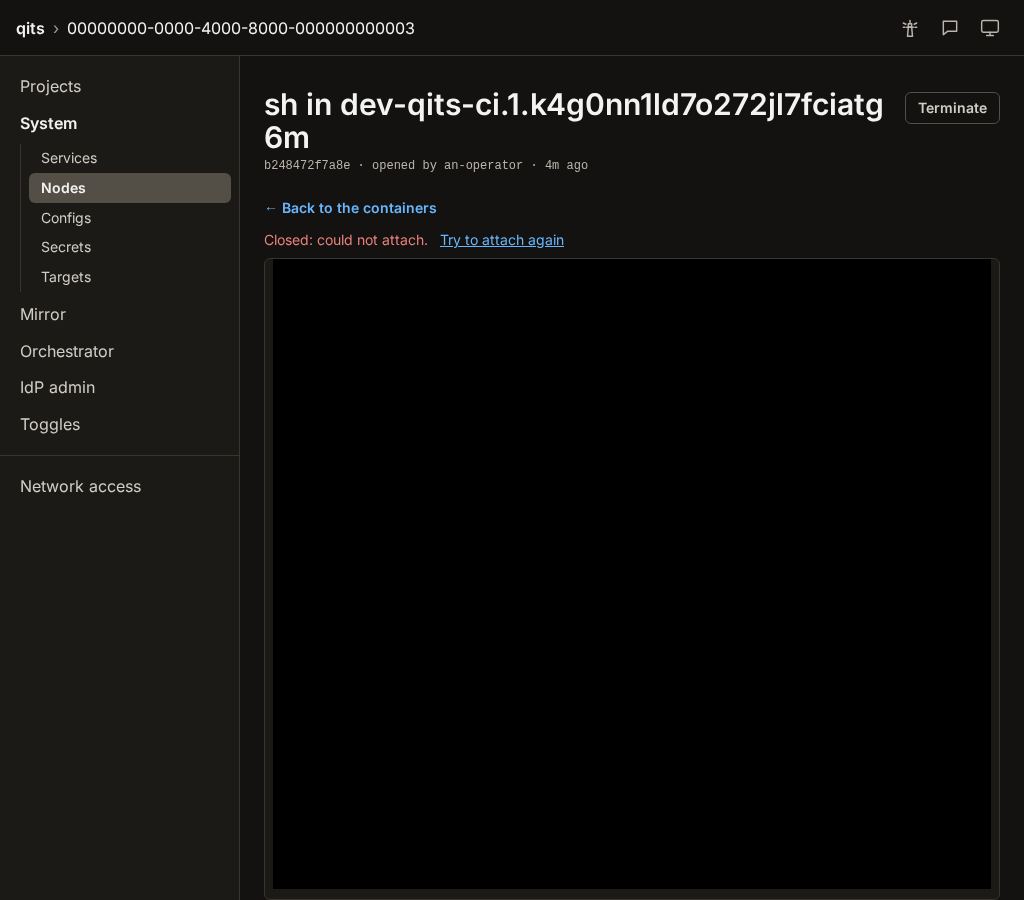 qits › 00000000-0000-4000-8000-000000000003
Projects
System
Services
Nodes
Configs
Secrets
Targets
Mirror
Orchestrator
IdP admin
Toggles
Network access
sh in dev-qits-ci.1.k4g0nn1ld7o272jl7fciatg
6m
Terminate
b248472f7a8e · opened by an-operator · 4m ago
← Back to the containers
Closed: could not attach. Try to attach again